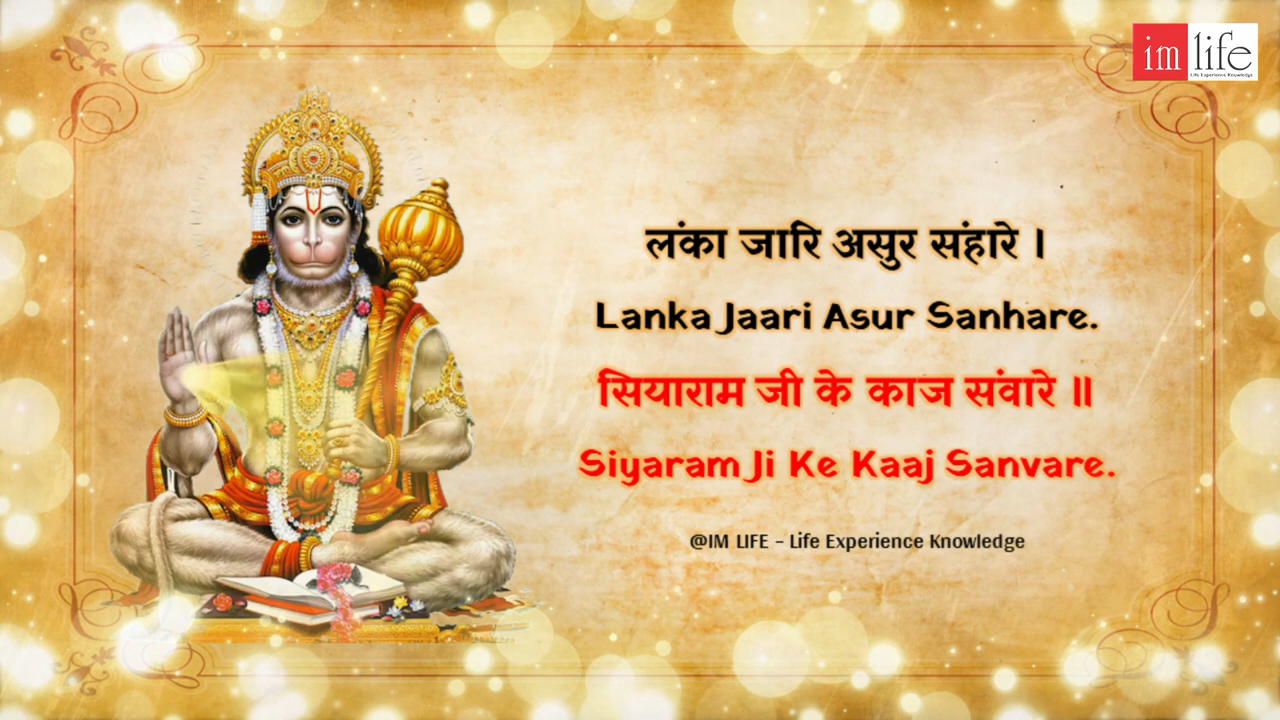 im life
Life Experience Knowledge
लंका जारि असुर संहारे ।
Lanka Jaari Asur Sanhare.
सियाराम जी के काज संवारे ॥
Siyaram Ji Ke Kaaj Sanvare.
@IM LIFE – Life Experience Knowledge